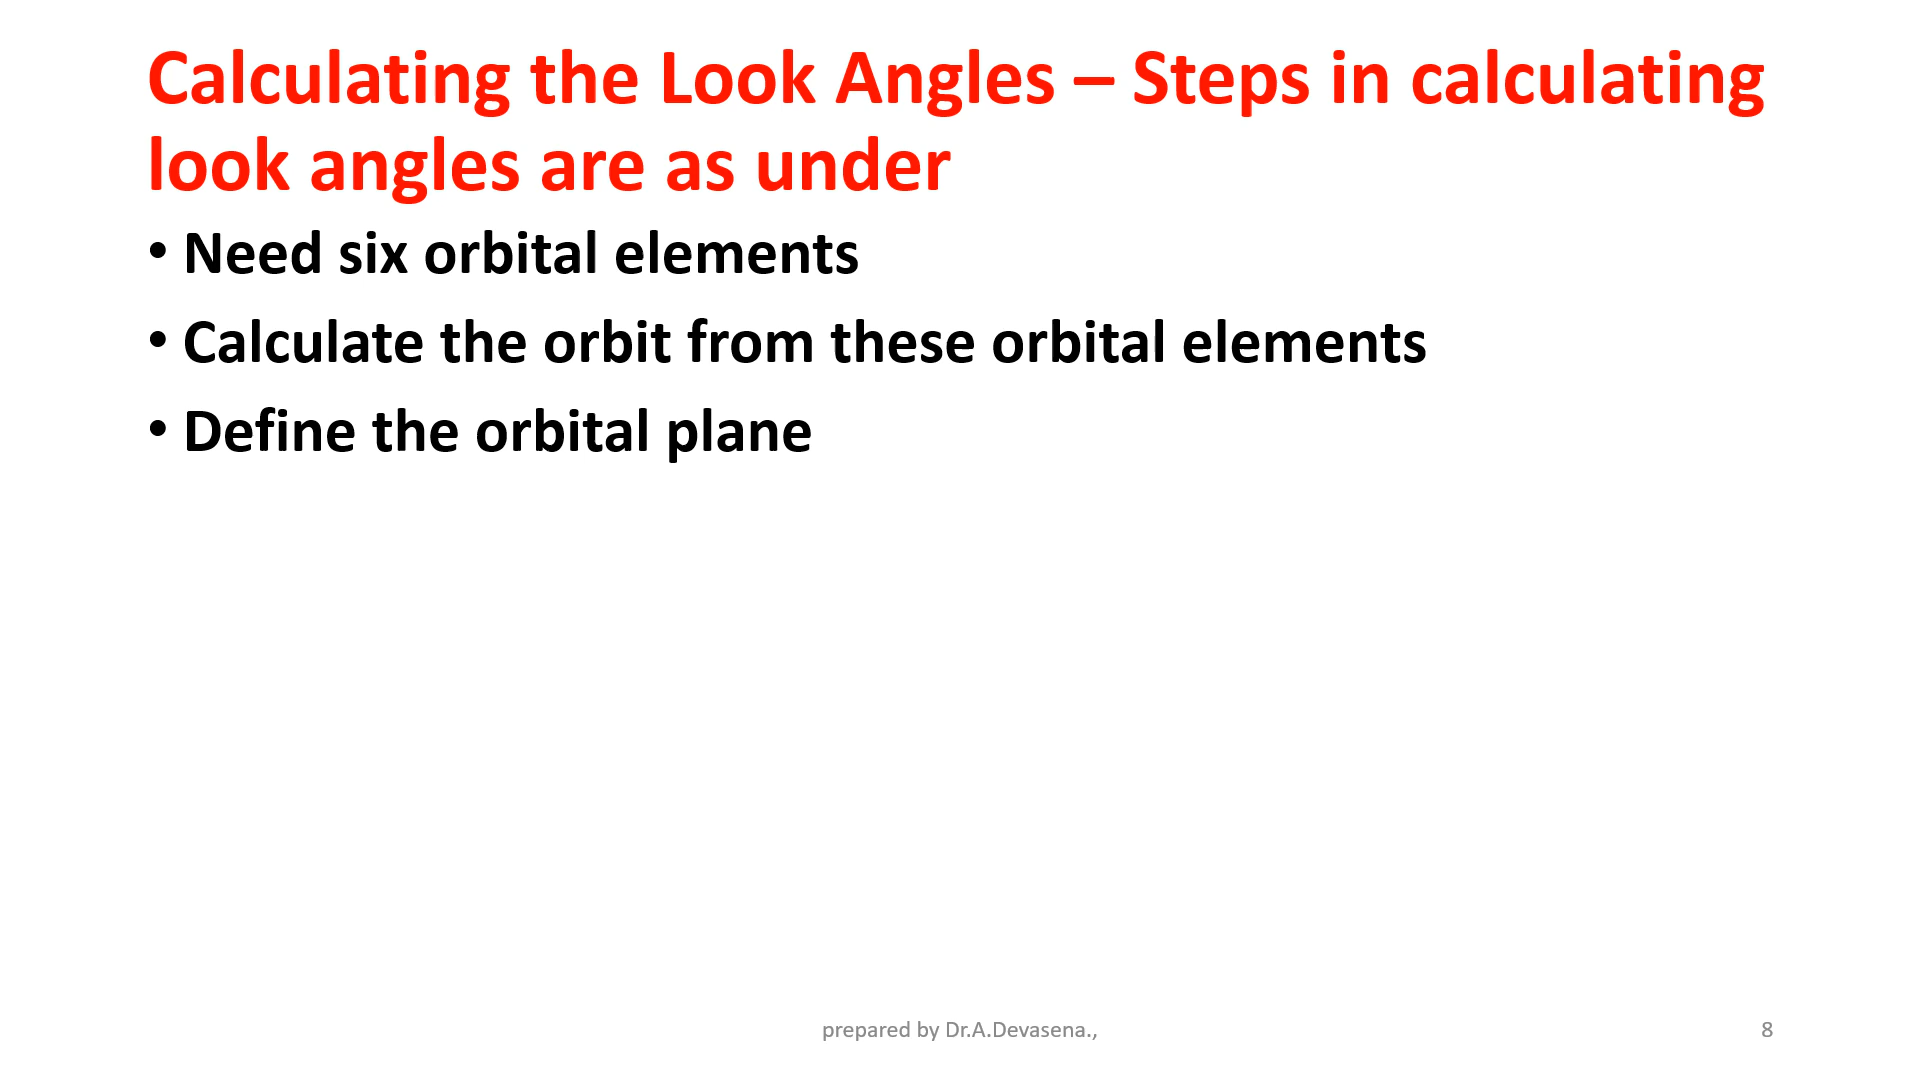 Calculating the Look Angles – Steps in calculating
look angles are as under
• Need six orbital elements
• Calculate the orbit from these orbital elements
• Define the orbital plane
prepared by Dr.A.Devasena.,
8